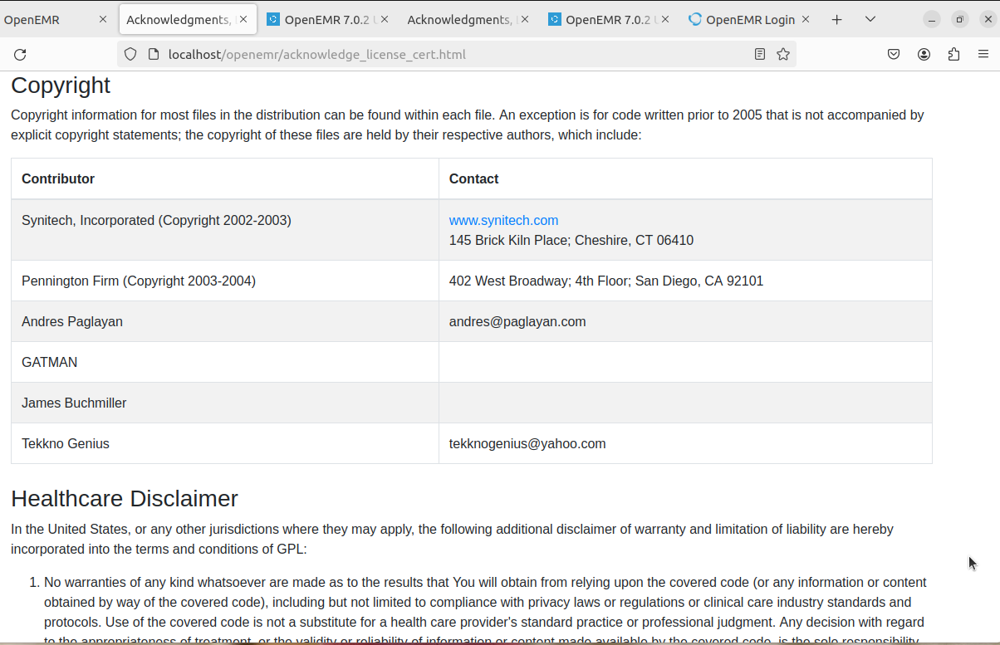 OpenEMR
Acknowledgments,
OpenEMR 7.0.2
Acknowledgments,
OpenEMR 7.0.2
OpenEMR Login
localhost/openemr/acknowledge_license_cert.html
Copyright
Copyright information for most files in the distribution can be found within each file. An exception is for code written prior to 2005 that is not accompanied by
explicit copyright statements; the copyright of these files are held by their respective authors, which include:
Contributor Contact
Synitech, Incorporated (Copyright 2002-2003) www.synitech.com
145 Brick Kiln Place; Cheshire, CT 06410
Pennington Firm (Copyright 2003-2004) 402 West Broadway; 4th Floor; San Diego, CA 92101
Andres Paglayan andres@paglayan.com
GATMAN
James Buchmiller
Tekkno Genius tekknogenius@yahoo.com
Healthcare Disclaimer
In the United States, or any other jurisdictions where they may apply, the following additional disclaimer of warranty and limitation of liability are hereby
incorporated into the terms and conditions of GPL:
1. No warranties of any kind whatsoever are made as to the results that You will obtain from relying upon the covered code (or any information or content
obtained by way of the covered code), including but not limited to compliance with privacy laws or regulations or clinical care industry standards and
protocols. Use of the covered code is not a substitute for a health care provider's standard practice or professional judgment. Any decision with regard
to the appropriateness of treatment, or the validity or reliability of information or content made available by the covered code, is the sole responsibility